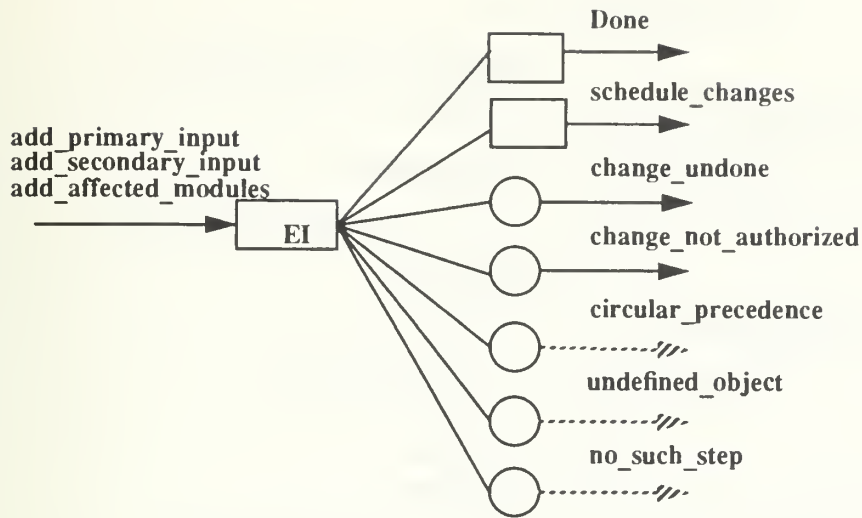 Done
schedule_changes
add_primary_input
add_secondary_input
add_affected_modules
change_undone
EI
change_not_authorized
circular_precedence
undefined_object
no_such_step